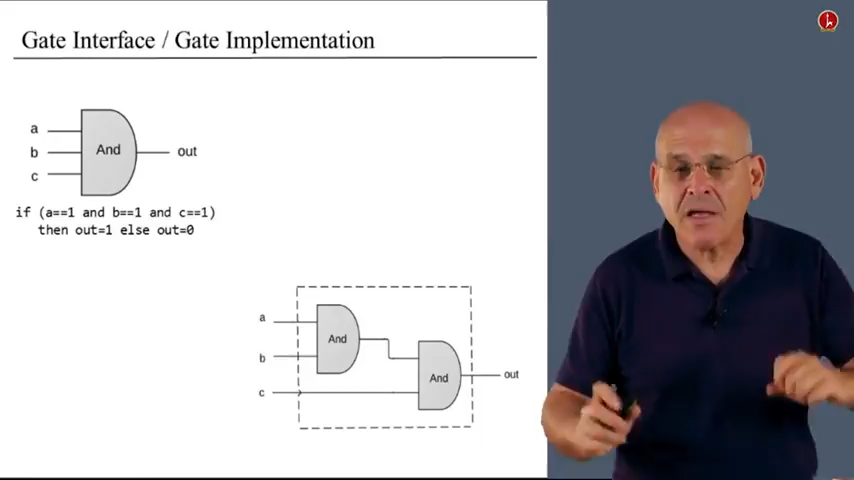 Gate Interface / Gate Implementation
a
b
c
And
out
if (a==1 and b==1 and c==1)
then out=1 else out=0
a
b
c
And
And
out